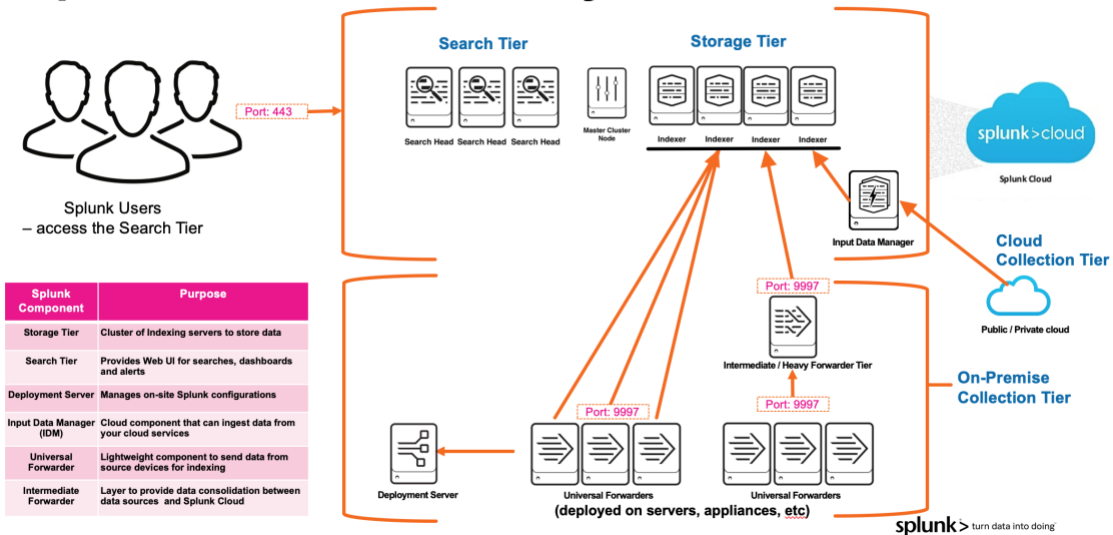 Search Tier
Storage Tier
Port: 443
Search Head
Search Head
Search Head
Master Cluster
Node
Indexer
Indexer
Indexer
Indexer
splunk>cloud
Splunk Cloud
Splunk Users
– access the Search Tier
Input Data Manager
Cloud
Collection Tier
Public / Private cloud
Splunk
Component
Purpose
Storage Tier
Cluster of Indexing servers to store data
Search Tier
Provides Web UI for searches, dashboards
and alerts
Deployment Server
Manages on-site Splunk configurations
Input Data Manager
(IDM)
Cloud component that can ingest data from
your cloud services
Universal
Forwarder
Lightweight component to send data from
source devices for indexing
Intermediate
Forwarder
Layer to provide data consolidation between
data sources and Splunk Cloud
Port: 9997
Intermediate / Heavy Forwarder Tier
On-Premise
Collection Tier
Port: 9997
Port: 9997
Deployment Server
Universal Forwarders
Universal Forwarders
(deployed on servers, appliances, etc)
splunk> turn data into doing